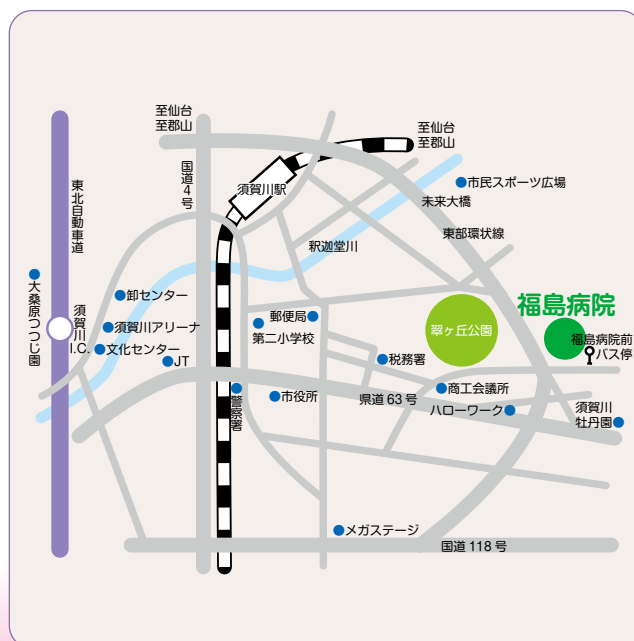 至仙台
至郡山
至仙台
至郡山
国道4号
須賀川駅
市民スポーツ広場
未来大橋
東北自動車道
東部環状線
釈迦堂川
大桑原つつじ園
卸センター
福島病院
須賀川
I.C.
須賀川アリーナ
郵便局
第二小学校
翠ヶ丘公園
福島病院前
バス停
文化センター
JT
税務署
警察署
市役所
県道63号
商工会議所
ハローワーク
須賀川
牡丹園
メガステージ
国道118号